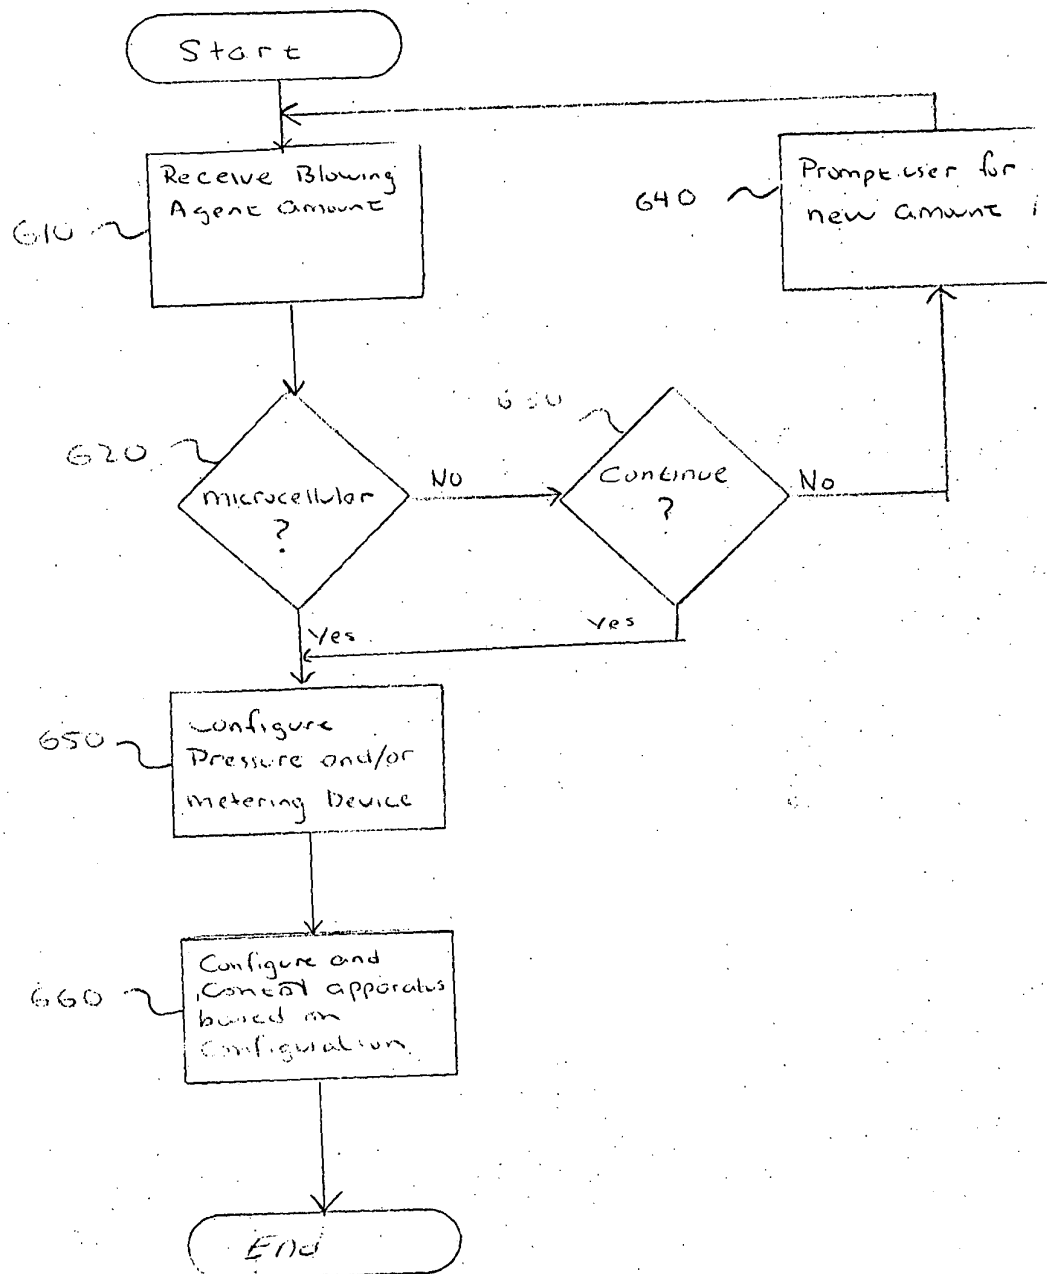 Start
Receive Blowing
Agent amount
610
Prompt user for
new amount
640
620
microcellular
?
No
630
Continue
?
No
Yes
Yes
650
Configure
Pressure and/or
metering Device
660
Configure and
Control apparatus
based on
Configuration
End